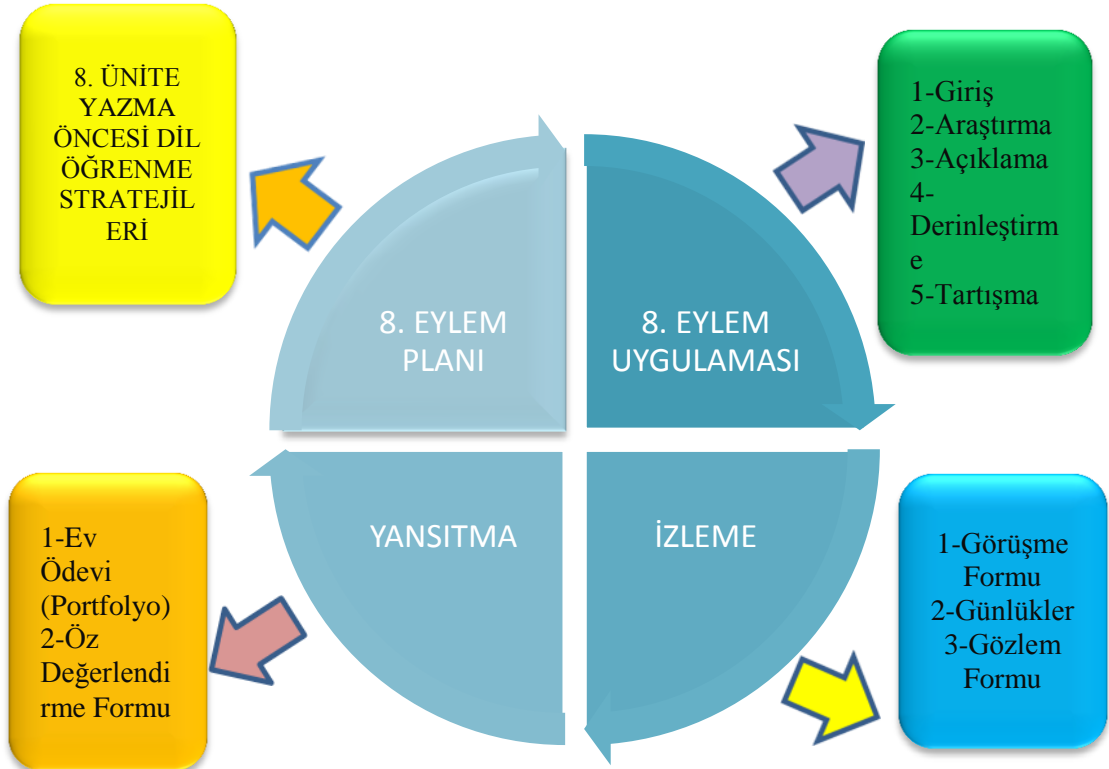 8. ÜNİTE
YAZMA
ÖNCESİ DİL
ÖĞRENME
STRATEJİL
ERİ
1-Giriş
2-Araştırma
3-Açıklama
4-
Derinleştirm
e
5-Tartışma
8. EYLEM
PLANI
8. EYLEM
UYGULAMASI
YANSITMA
İZLEME
1-Ev
Ödevi
(Portfolyo)
2-Öz
Değerlendi
rme Formu
1-Görüşme
Formu
2-Günlükler
3-Gözlem
Formu